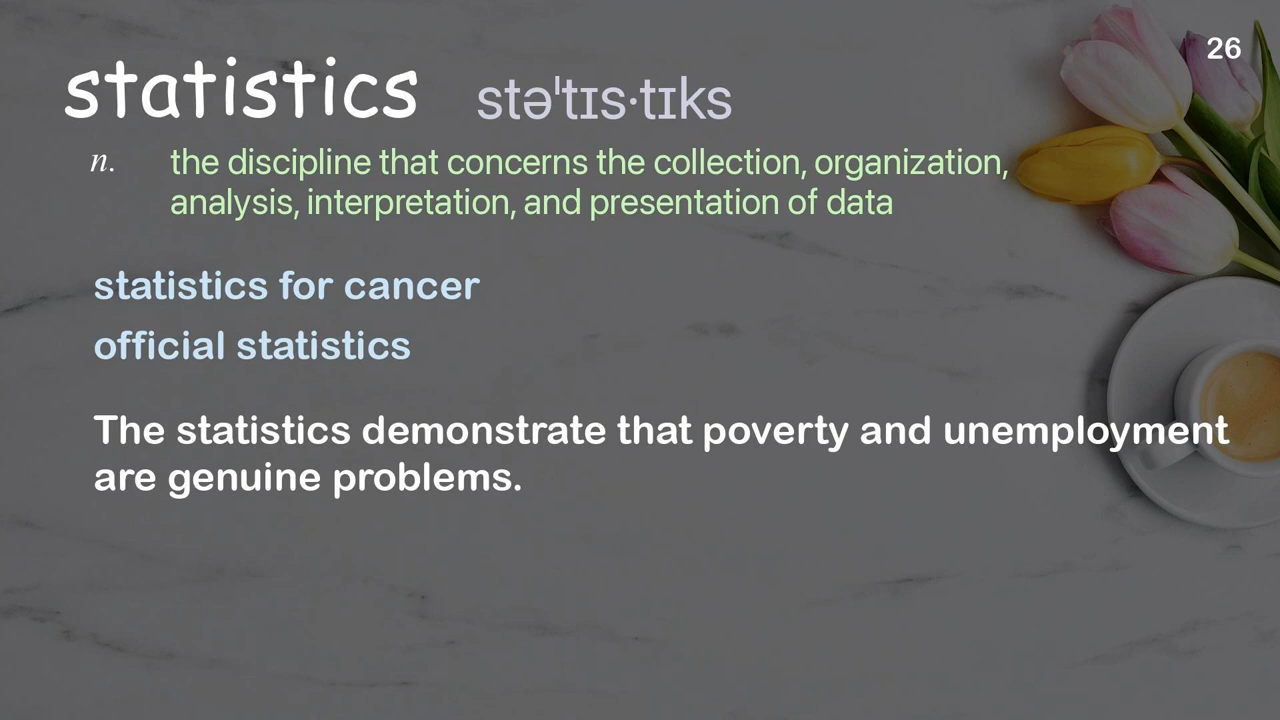 26
statistics stəˈtɪs·tɪks
n. the discipline that concerns the collection, organization,
analysis, interpretation, and presentation of data
statistics for cancer
official statistics
The statistics demonstrate that poverty and unemployment
are genuine problems.